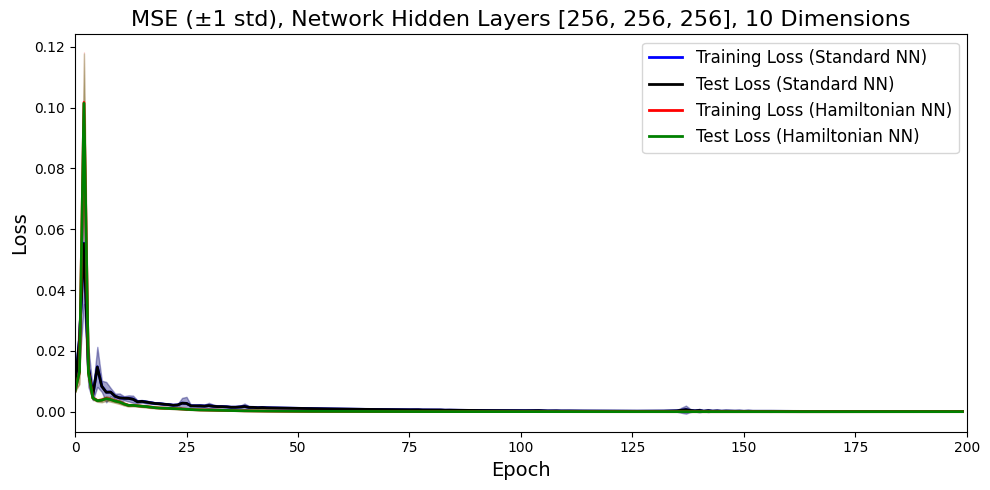 MSE (±1 std), Network Hidden Layers [256, 256, 256], 10 Dimensions
0.12
0.10
0.08
0.06
0.04
0.02
0.00
Loss
Training Loss (Standard NN)
Test Loss (Standard NN)
Training Loss (Hamiltonian NN)
Test Loss (Hamiltonian NN)
0 25 50 75 100 125 150 175 200
Epoch